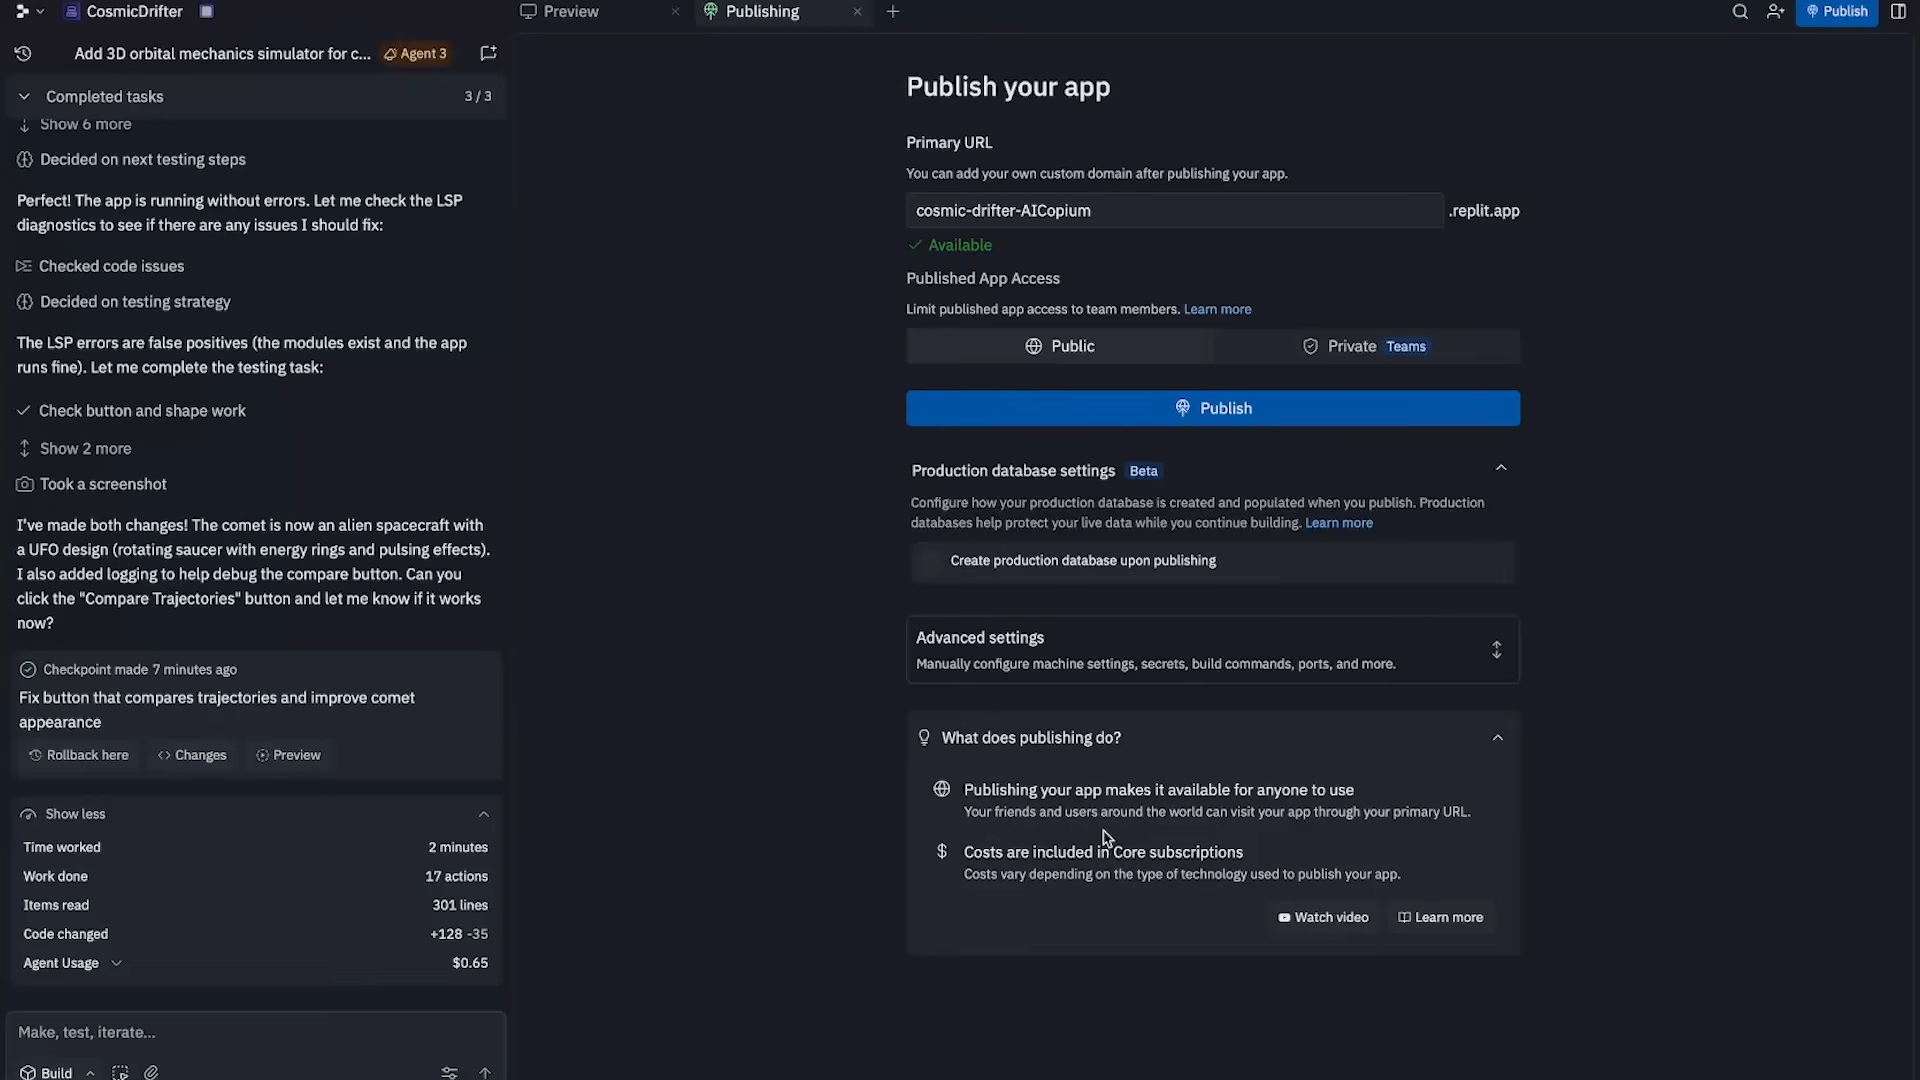 CosmicDrifter
Preview
Publishing
Publish
Add 3D orbital mechanics simulator for c...
Agent 3
Completed tasks
3 / 3
Show 6 more
Decided on next testing steps
Perfect! The app is running without errors. Let me check the LSP
diagnostics to see if there are any issues I should fix:
Checked code issues
Decided on testing strategy
The LSP errors are false positives (the modules exist and the app
runs fine). Let me complete the testing task:
Check button and shape work
Show 2 more
Took a screenshot
I've made both changes! The comet is now an alien spacecraft with
a UFO design (rotating saucer with energy rings and pulsing effects).
I also added logging to help debug the compare button. Can you
click the "Compare Trajectories" button and let me know if it works
now?
Checkpoint made 7 minutes ago
Fix button that compares trajectories and improve comet
appearance
Rollback here
Changes
Preview
Show less
Time worked
2 minutes
Work done
17 actions
Items read
301 lines
Code changed
+128 -35
Agent Usage
$0.65
Make, test, iterate...
Build
Publish your app
Primary URL
You can add your own custom domain after publishing your app.
cosmic-drifter-AICopium
.replit.app
Available
Published App Access
Limit published app access to team members. Learn more
Public
Private Teams
Publish
Production database settings Beta
Configure how your production database is created and populated when you publish. Production
databases help protect your live data while you continue building. Learn more
Create production database upon publishing
Advanced settings
Manually configure machine settings, secrets, build commands, ports, and more.
What does publishing do?
Publishing your app makes it available for anyone to use
Your friends and users around the world can visit your app through your primary URL.
$ Costs are included in Core subscriptions
Costs vary depending on the type of technology used to publish your app.
Watch video
Learn more